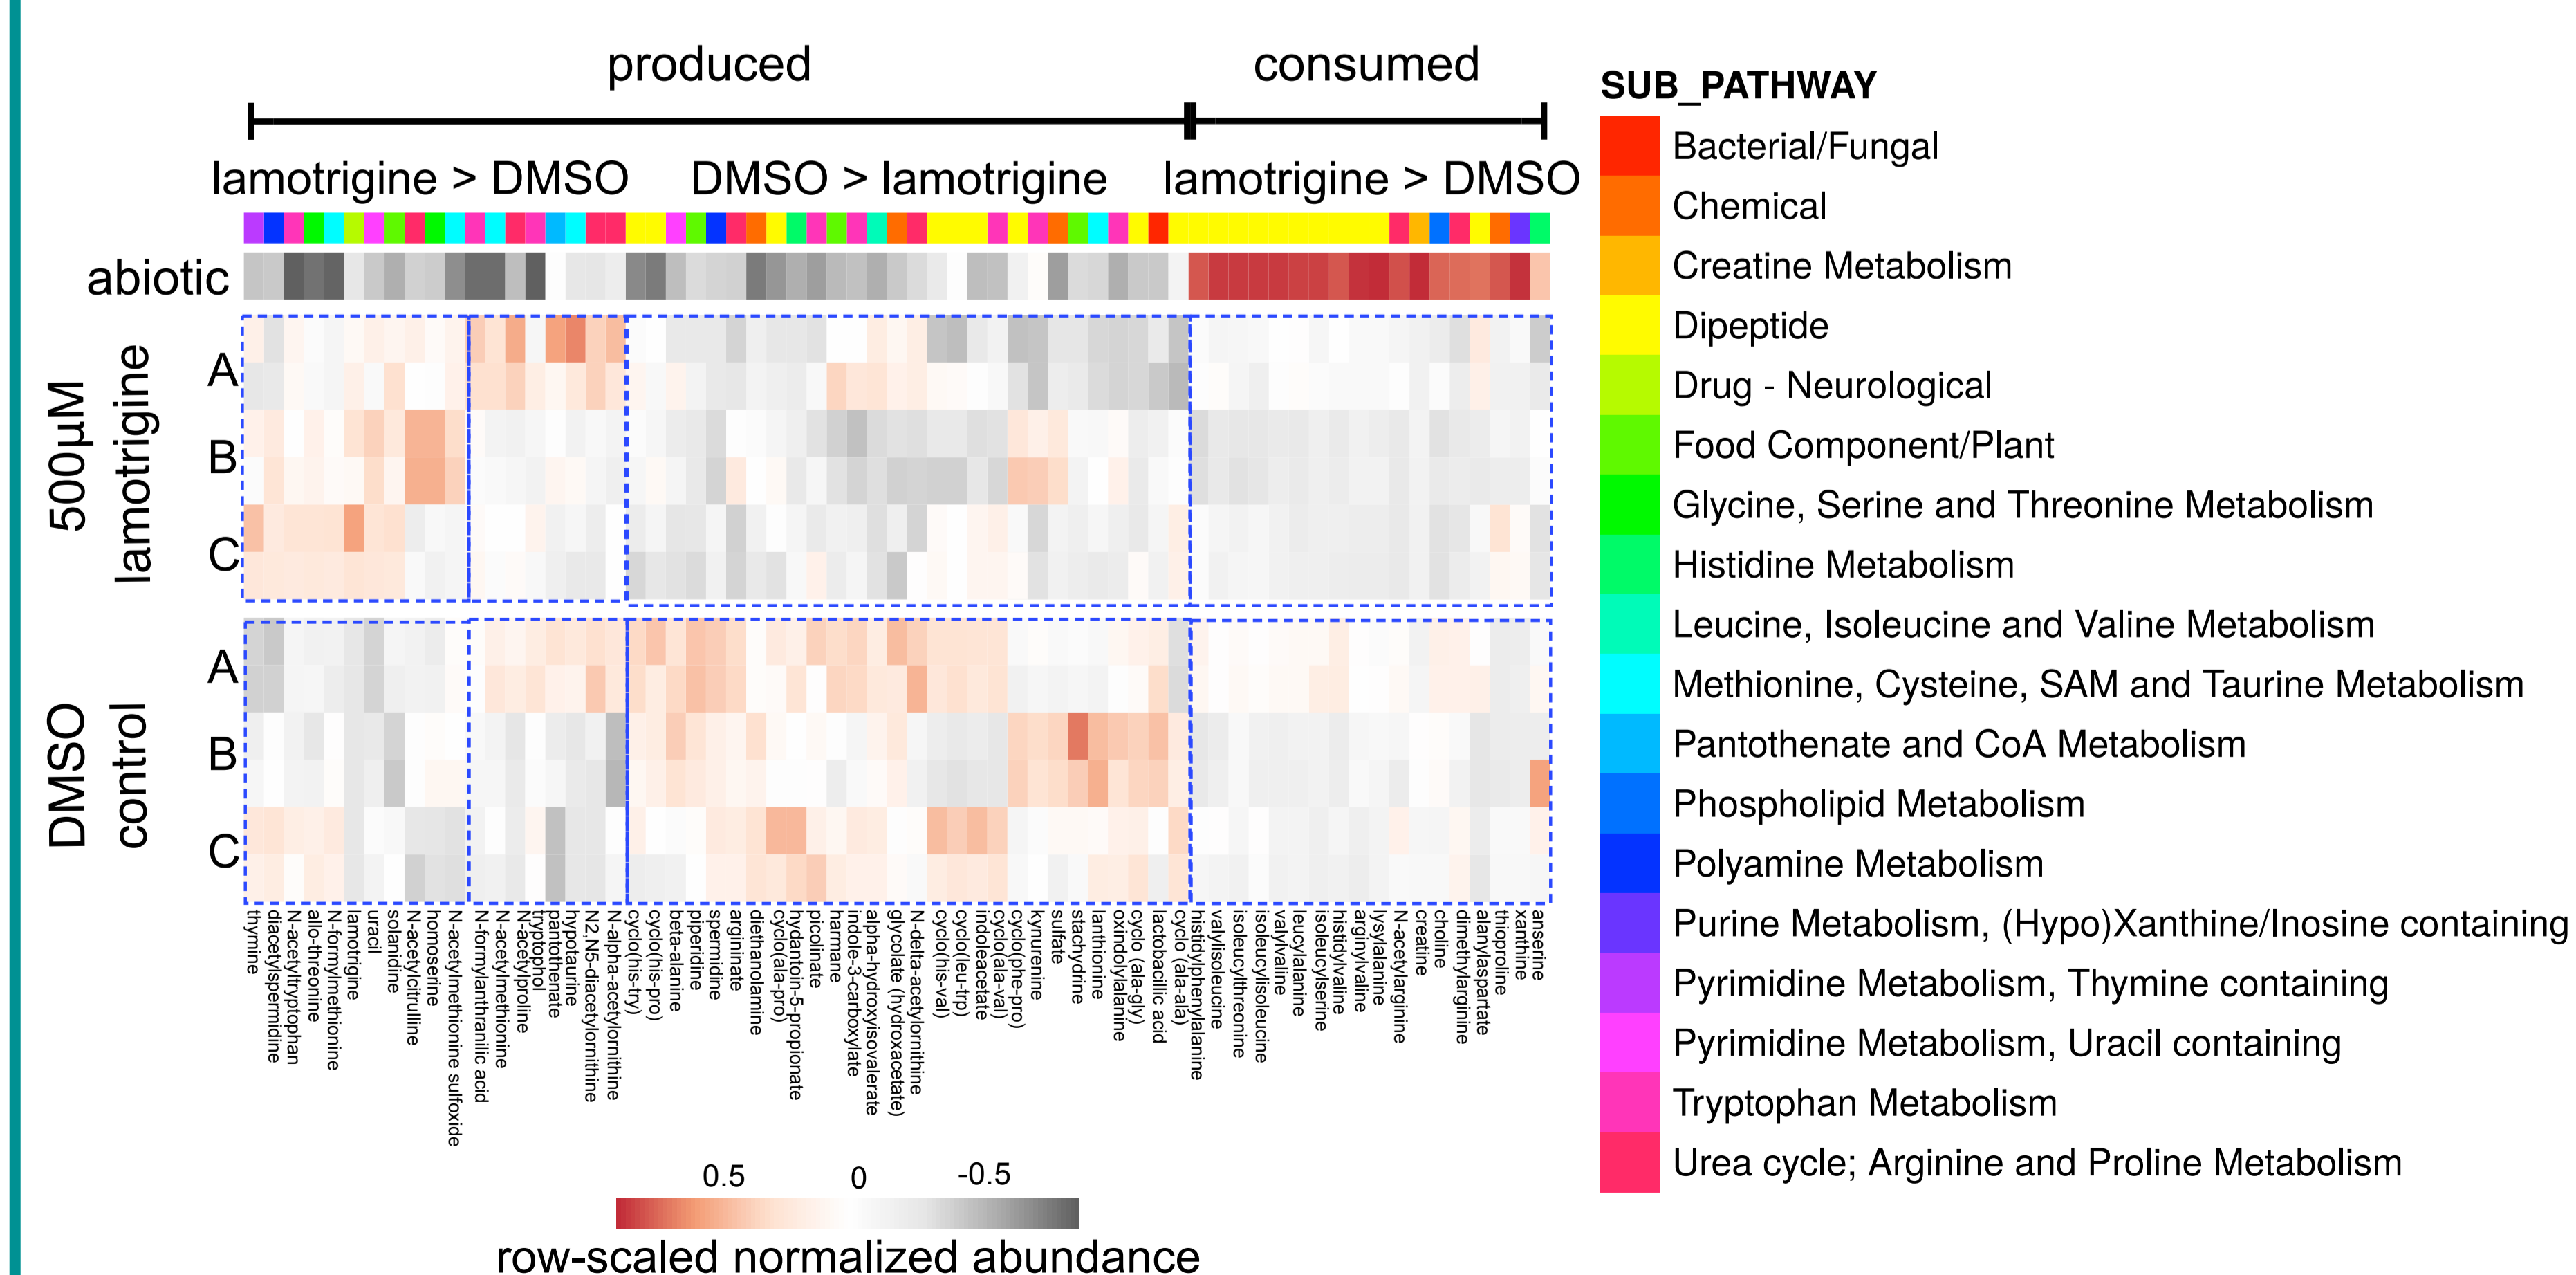 produced
consumed
lamotrigine > DMSO
DMSO > lamotrigine
lamotrigine > DMSO
abiotic
500µM
lamotrigine
A
B
C
DMSO
control
A
B
C
thymine
diacetylspermidine
N-acetyltryptophan
allo-threonine
N-formylmethionine
lamotrigine
uracil
solanidine
N-acetylcitrulline
homoserine
N-acetylmethionine sulfoxide
N-formylanthranilic acid
N-acetylmethionine
N-acetylproline
tryptophol
pantothenate
hypotaurine
N2,N5-diacetylornithine
N-alpha-acetylornithine
cyclo(his-try)
cyclo(his-pro)
beta-alanine
piperidine
spermidine
argininate
diethanolamine
cyclo(ala-pro)
hydantoin-5-propionate
picolinate
harmane
indole-3-carboxylate
alpha-hydroxyisovalerate
glycolate (hydroxacetate)
N-delta-acetylornithine
cyclo(his-val)
cyclo(leu-trp)
indoleacetate
cyclo(ala-val)
cyclo(phe-pro)
kynurenine
sulfate
stachydrine
lanthionine
oxindolylalanine
cyclo (ala-gly)
lactobacillic acid
cyclo (ala-ala)
histidylphenylalanine
valylisoleucine
isoleucylthreonine
isoleucylisoleucine
valylvaline
leucylalanine
isoleucylserine
histidylvaline
arginylvaline
lysylalanine
N-acetylarginine
creatine
choline
dimethylarginine
alanylaspartate
thioproline
xanthine
anserine
0.5
0
-0.5
row-scaled normalized abundance
SUB_PATHWAY
Bacterial/Fungal
Chemical
Creatine Metabolism
Dipeptide
Drug - Neurological
Food Component/Plant
Glycine, Serine and Threonine Metabolism
Histidine Metabolism
Leucine, Isoleucine and Valine Metabolism
Methionine, Cysteine, SAM and Taurine Metabolism
Pantothenate and CoA Metabolism
Phospholipid Metabolism
Polyamine Metabolism
Purine Metabolism, (Hypo)Xanthine/Inosine containing
Pyrimidine Metabolism, Thymine containing
Pyrimidine Metabolism, Uracil containing
Tryptophan Metabolism
Urea cycle; Arginine and Proline Metabolism